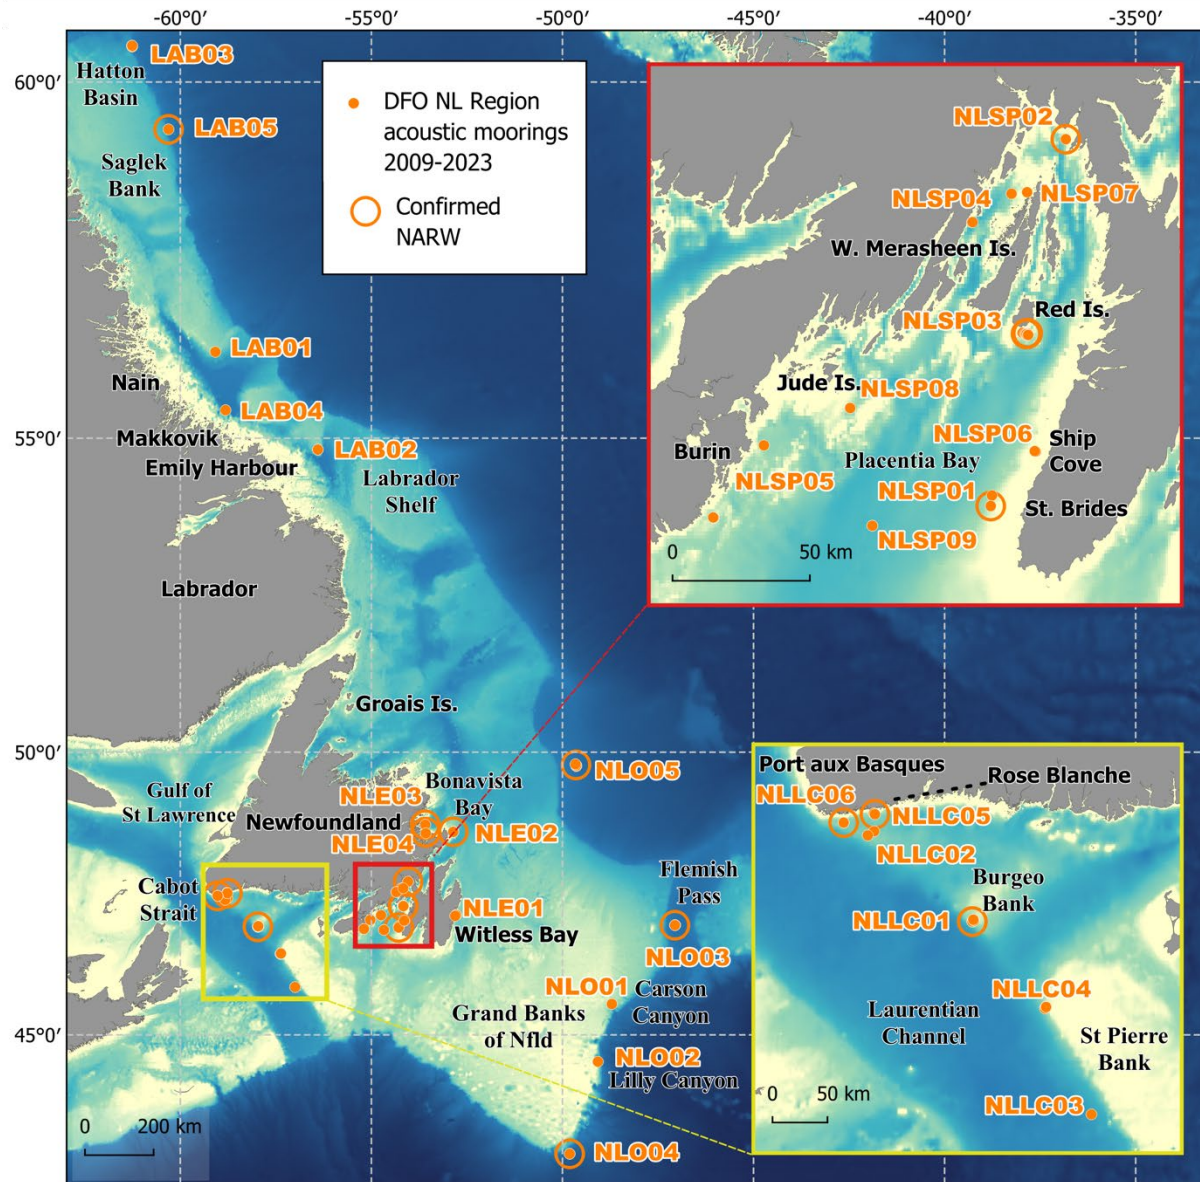 -60°0′
-55°0′
-50°0′
-45°0′
-40°0′
-35°0′
60°0′
55°0′
50°0′
45°0′
LAB03
Hatton
Basin
LAB05
Saglek
Bank
DFO NL Region
acoustic moorings
2009-2023
Confirmed
NARW
LAB01
Nain
LAB04
Makkovik
LAB02
Emily Harbour
Labrador
Shelf
Labrador
Groais Is.
NLO05
Gulf of
St Lawrence
Bonavista
Bay
NLE03
Newfoundland
NLE02
NLE04
Cabot
Strait
Flemish
Pass
NLE01
Witless Bay
NLO03
NLO01
Carson
Canyon
Grand Banks
of Nfld
NLO02
Lilly Canyon
NLO04
0
200 km
NLSP02
NLSP04
NLSP07
W. Merasheen Is.
Red Is.
NLSP03
Jude Is.
NLSP08
NLSP06
Ship
Cove
Burin
Placentia Bay
NLSP05
NLSP01
St. Brides
NLSP09
0
50 km
Port aux Basques
Rose Blanche
NLLC06
NLLC05
NLLC02
Burgeo
Bank
NLLC01
NLLC04
Laurentian
Channel
St Pierre
Bank
0
50 km
NLLC03